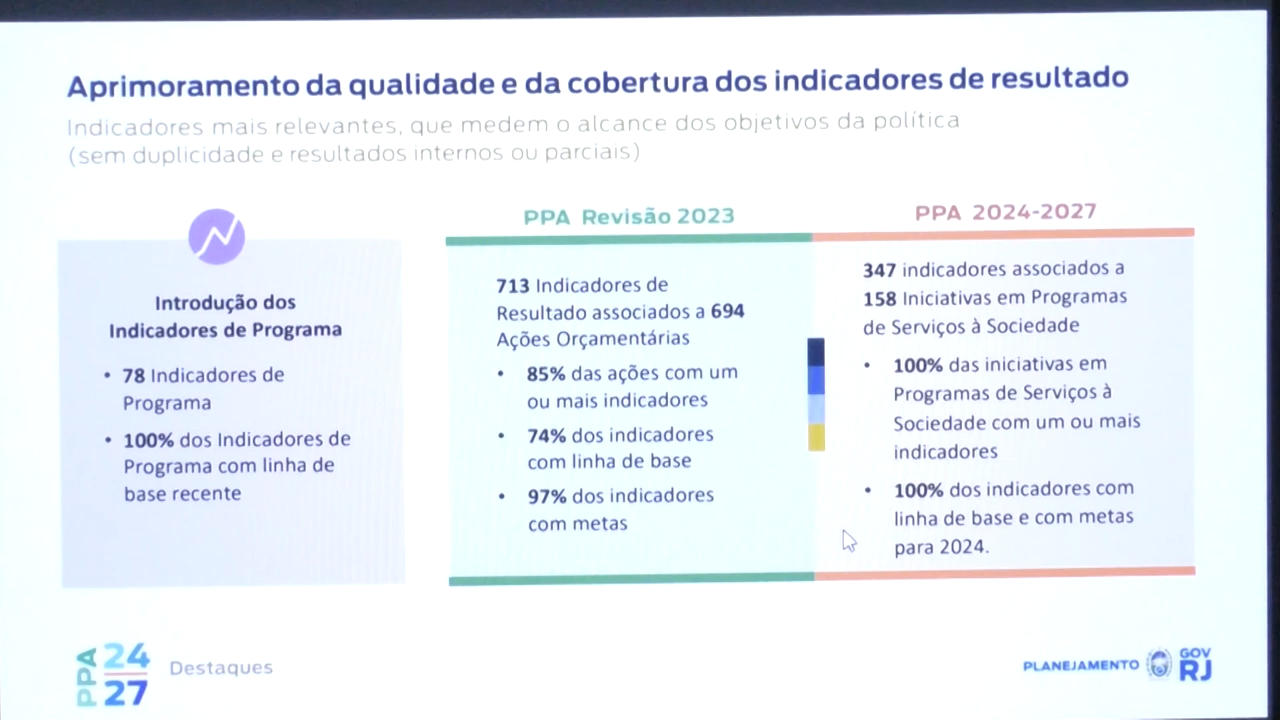 Aprimoramento da qualidade e da cobertura dos indicadores de resultado
Indicadores mais relevantes, que medem o alcance dos objetivos da política
(sem duplicidade e resultados internos ou parciais)
Introdução dos
Indicadores de Programa
• 78 Indicadores de
Programa
• 100% dos Indicadores de
Programa com linha de
base recente
PPA Revisão 2023
713 Indicadores de
Resultado associados a 694
Ações Orçamentárias
• 85% das ações com um
ou mais indicadores
• 74% dos indicadores
com linha de base
• 97% dos indicadores
com metas
PPA 2024-2027
347 indicadores associados a
158 Iniciativas em Programas
de Serviços à Sociedade
• 100% das iniciativas em
Programas de Serviços à
Sociedade com um ou mais
indicadores
• 100% dos indicadores com
linha de base e com metas
para 2024.
PPA
24
27
Destaques
PLANEJAMENTO
GOV
RJ